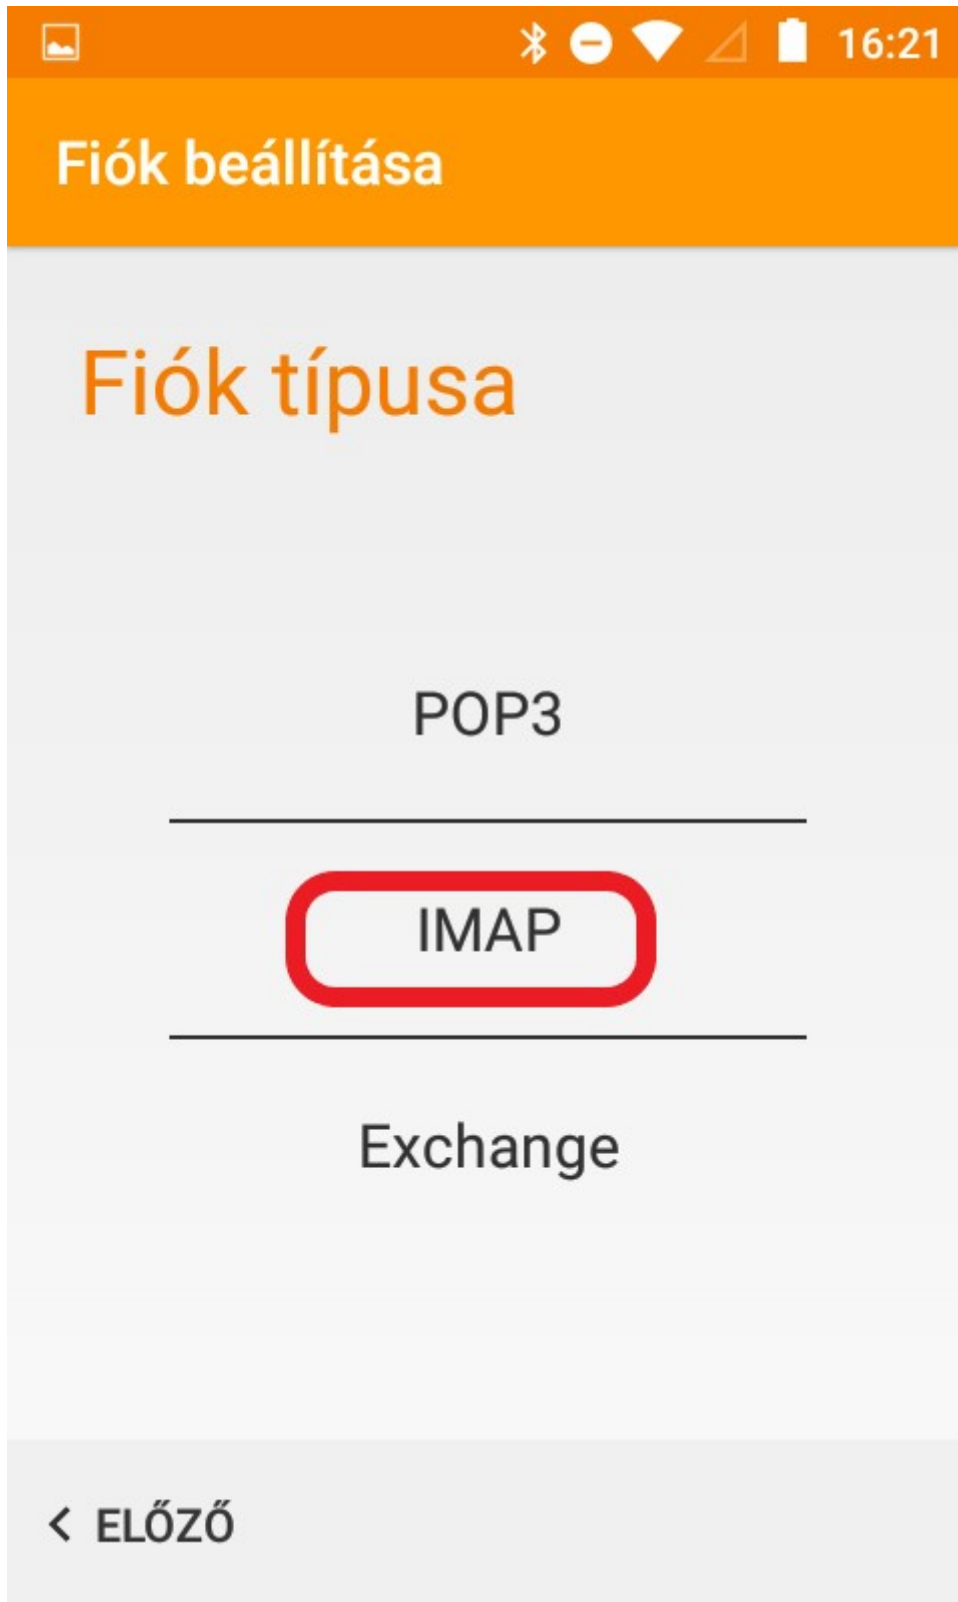 16:21
Fiók beállítása
Fiók típusa
POP3
IMAP
Exchange
< ELŐZŐ